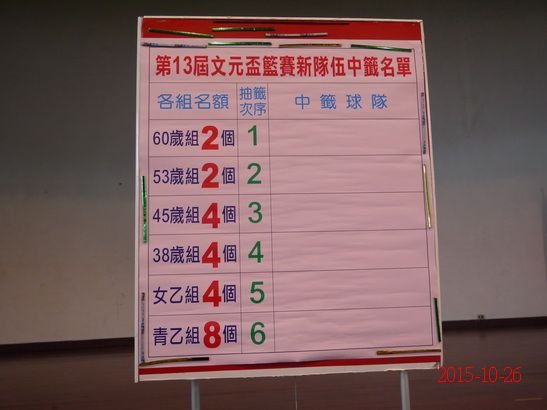 第13屆文元盃籃賽新隊伍中籤名單
各組名額 抽籤次序 中籤球隊
60歲組2個 1
53歲組2個 2
45歲組4個 3
38歲組4個 4
女乙組4個 5
青乙組8個 6
2015-10-26